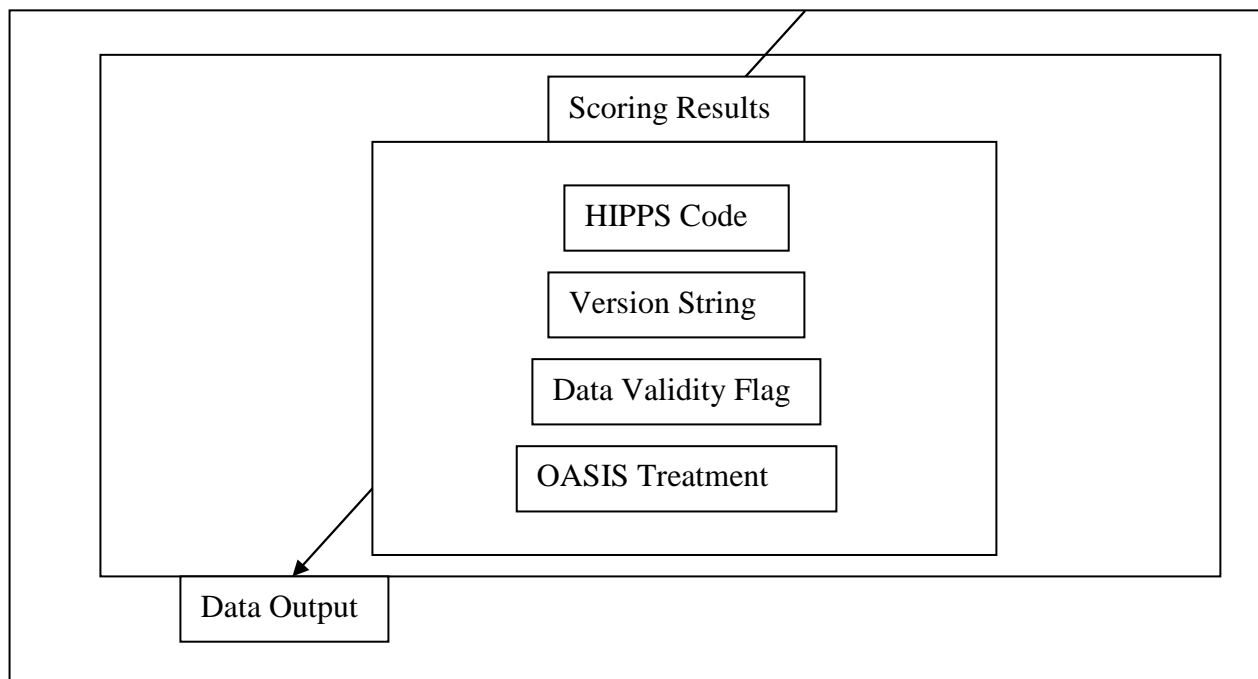 Scoring Results
HIPPS Code
Version String
Data Validity Flag
OASIS Treatment
Data Output